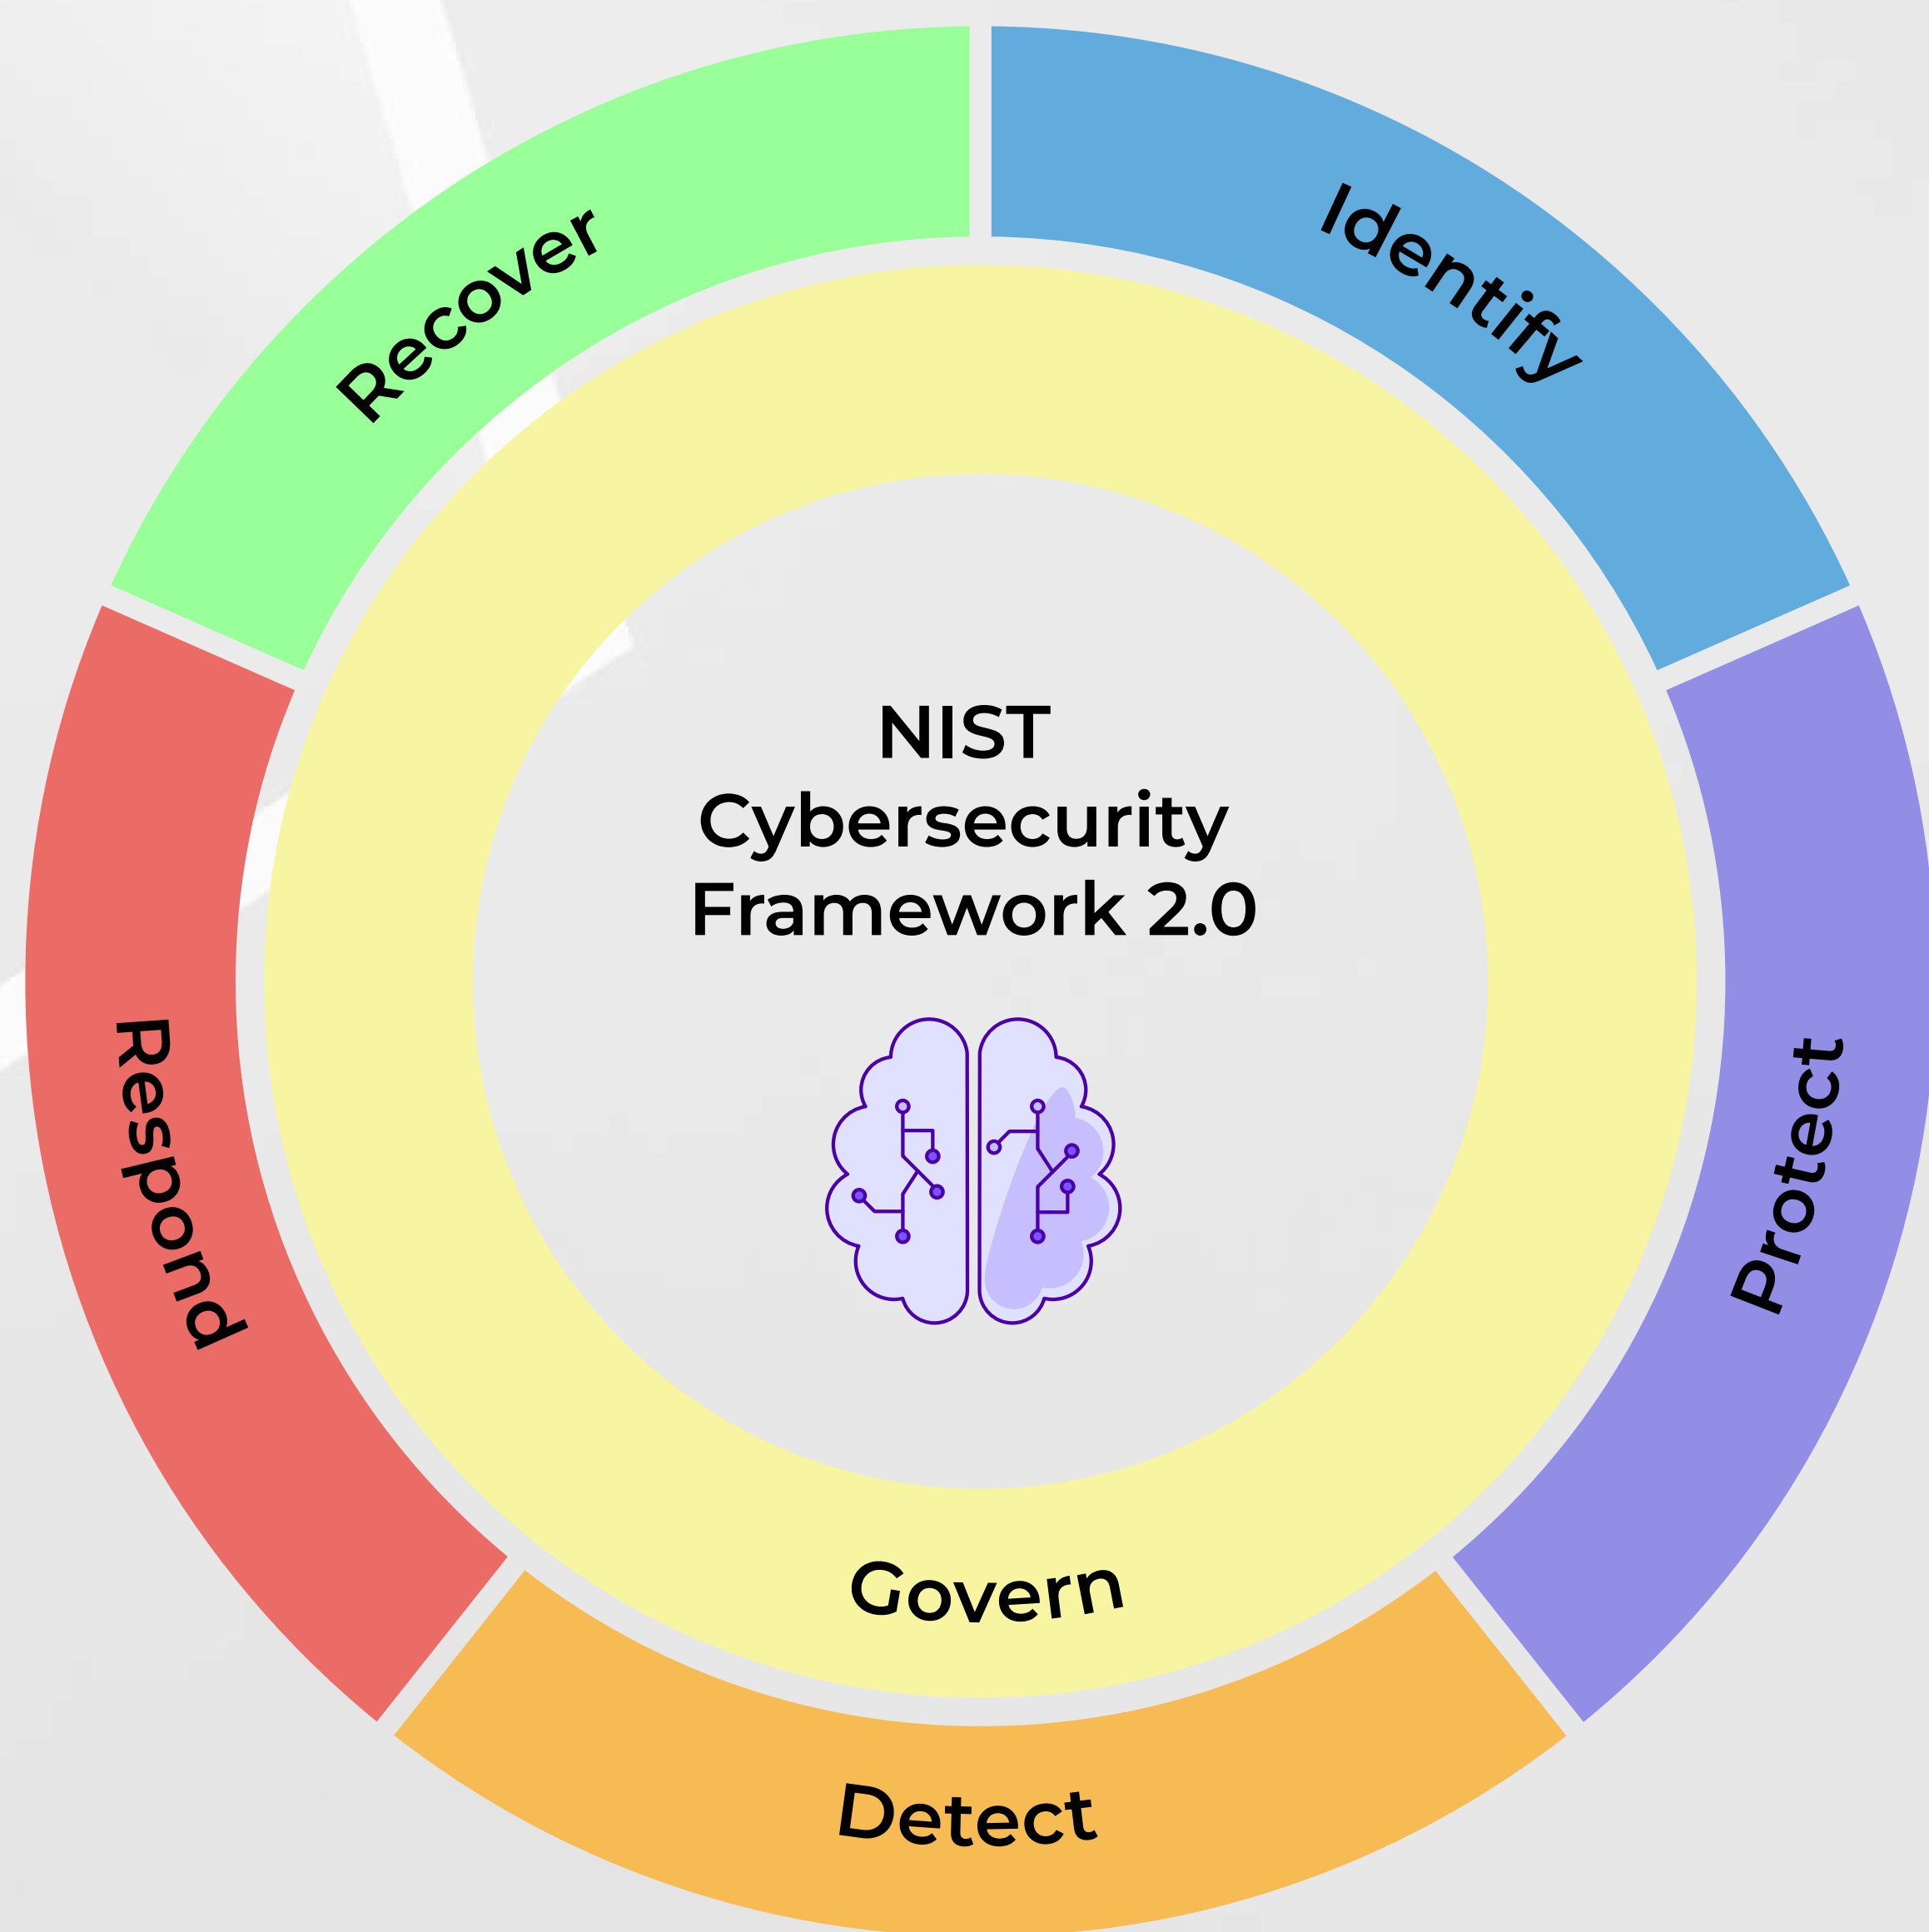 Recover
Identify
NIST
Cybersecurity
Framework 2.0
Respond
Protect
Govern
Detect